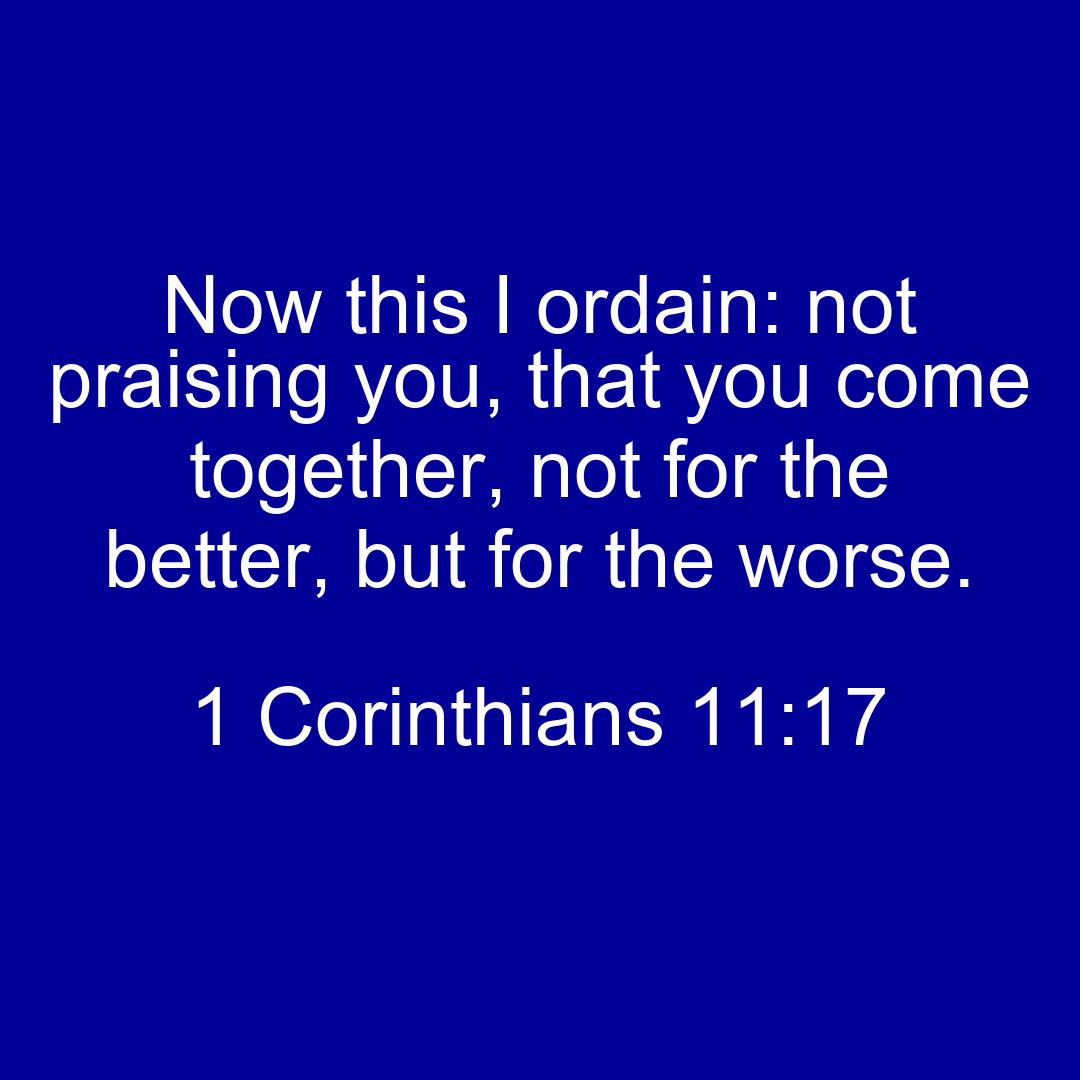 Now this I ordain: not
praising you, that you come
together, not for the
better, but for the worse.
1 Corinthians 11:17